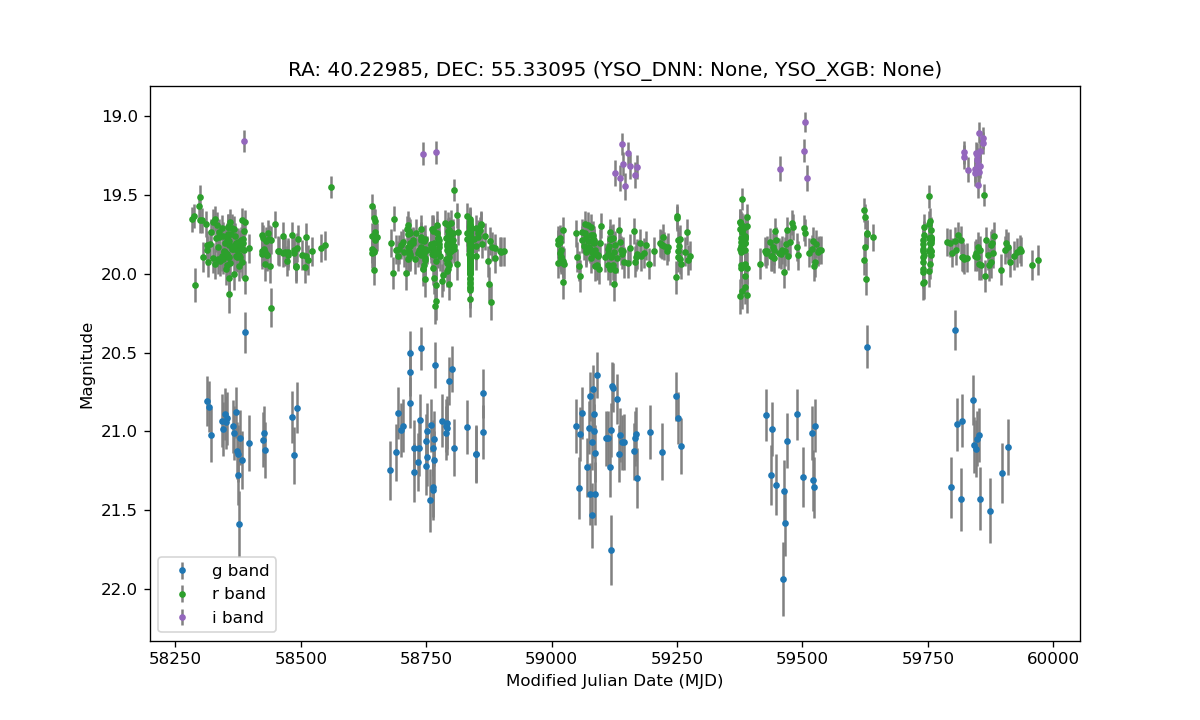 RA: 40.22985, DEC: 55.33095 (YSO_DNN: None, YSO_XGB: None)
Magnitude
19.0
19.5
20.0
20.5
21.0
21.5
22.0
g band
r band
i band
58250 58500 58750 59000 59250 59500 59750 60000
Modified Julian Date (MJD)